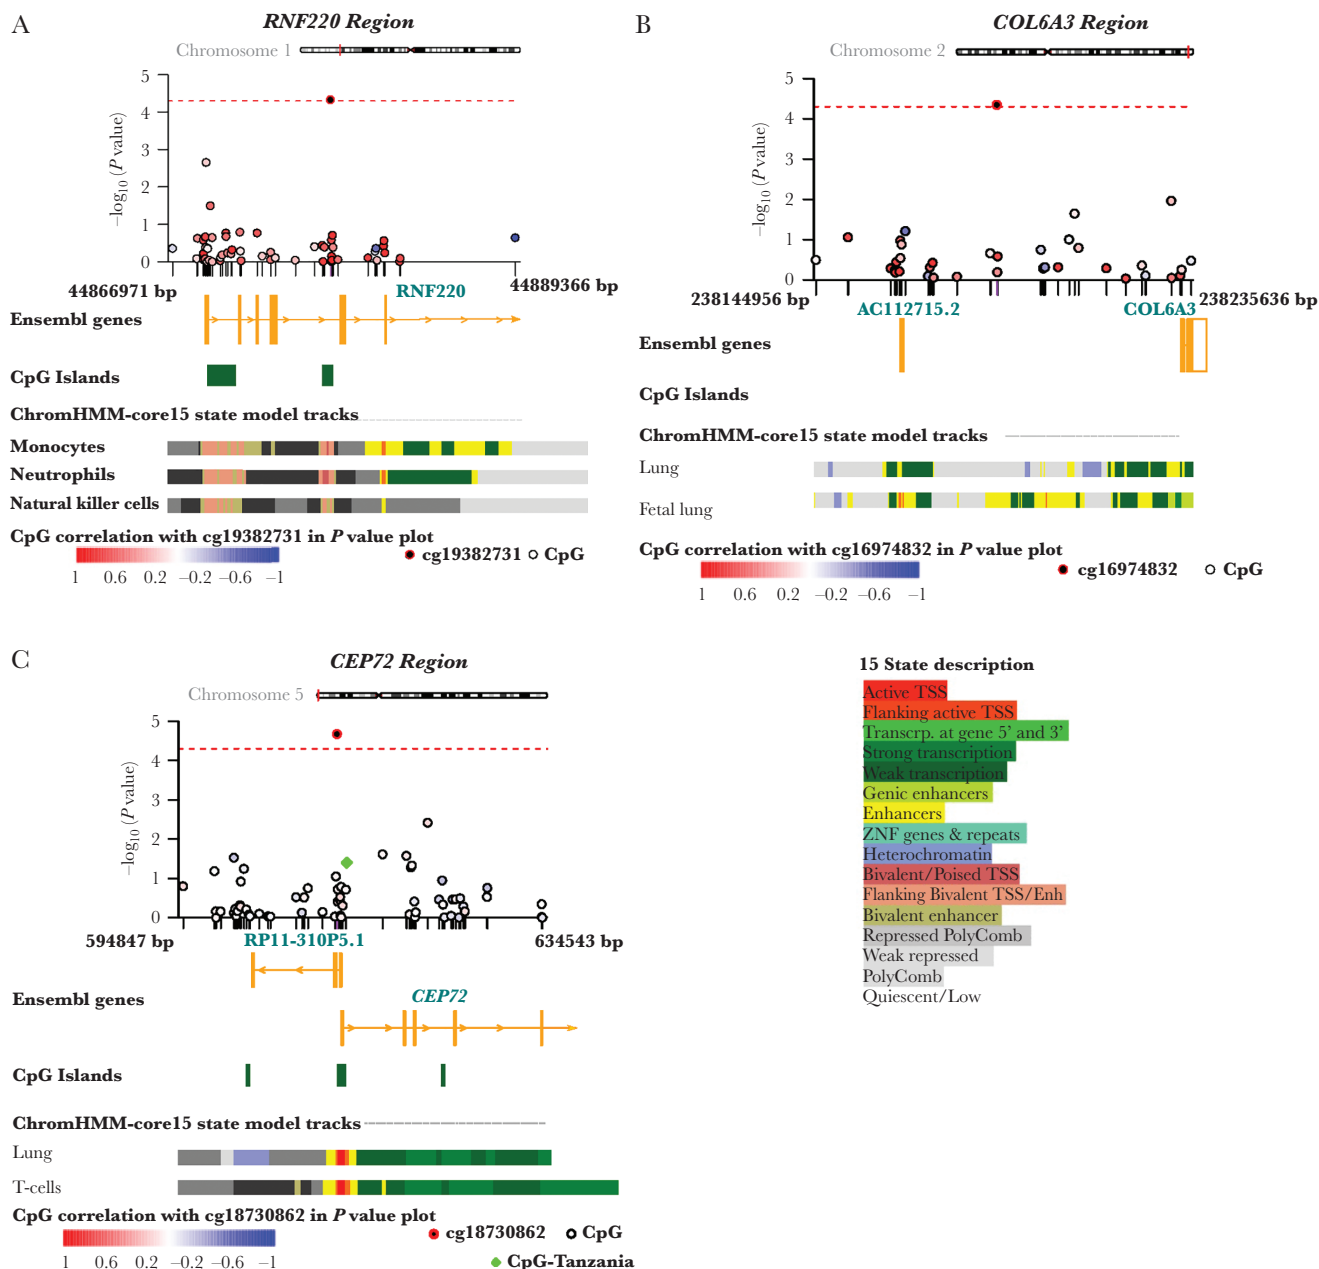 A
RNF220 Region
Chromosome 1
5
4
3
2
1
0
–log10 (P value)
44866971 bp
44889366 bp
RNF220
Ensembl genes
CpG Islands
ChromHMM-core15 state model tracks
Monocytes
Neutrophils
Natural killer cells
CpG correlation with cg19382731 in P value plot
cg19382731
CpG
1 0.6 0.2 –0.2 –0.6 –1
B
COL6A3 Region
Chromosome 2
5
4
3
2
1
0
–log10 (P value)
238144956 bp
238235636 bp
AC112715.2
COL6A3
Ensembl genes
CpG Islands
ChromHMM-core15 state model tracks
Lung
Fetal lung
CpG correlation with cg16974832 in P value plot
cg16974832
CpG
1 0.6 0.2 –0.2 –0.6 –1
C
CEP72 Region
Chromosome 5
5
4
3
2
1
0
–log10 (P value)
594847 bp
634543 bp
RP11-310P5.1
Ensembl genes
CEP72
CpG Islands
ChromHMM-core15 state model tracks
Lung
T-cells
CpG correlation with cg18730862 in P value plot
cg18730862
CpG
CpG-Tanzania
1 0.6 0.2 –0.2 –0.6 –1
15 State description
Active TSS
Flanking active TSS
Transcrp. at gene 5’ and 3’
Strong transcription
Weak transcription
Genic enhancers
Enhancers
ZNF genes & repeats
Heterochromatin
Bivalent/Poised TSS
Flanking Bivalent TSS/Enh
Bivalent enhancer
Repressed PolyComb
Weak repressed
PolyComb
Quiescent/Low